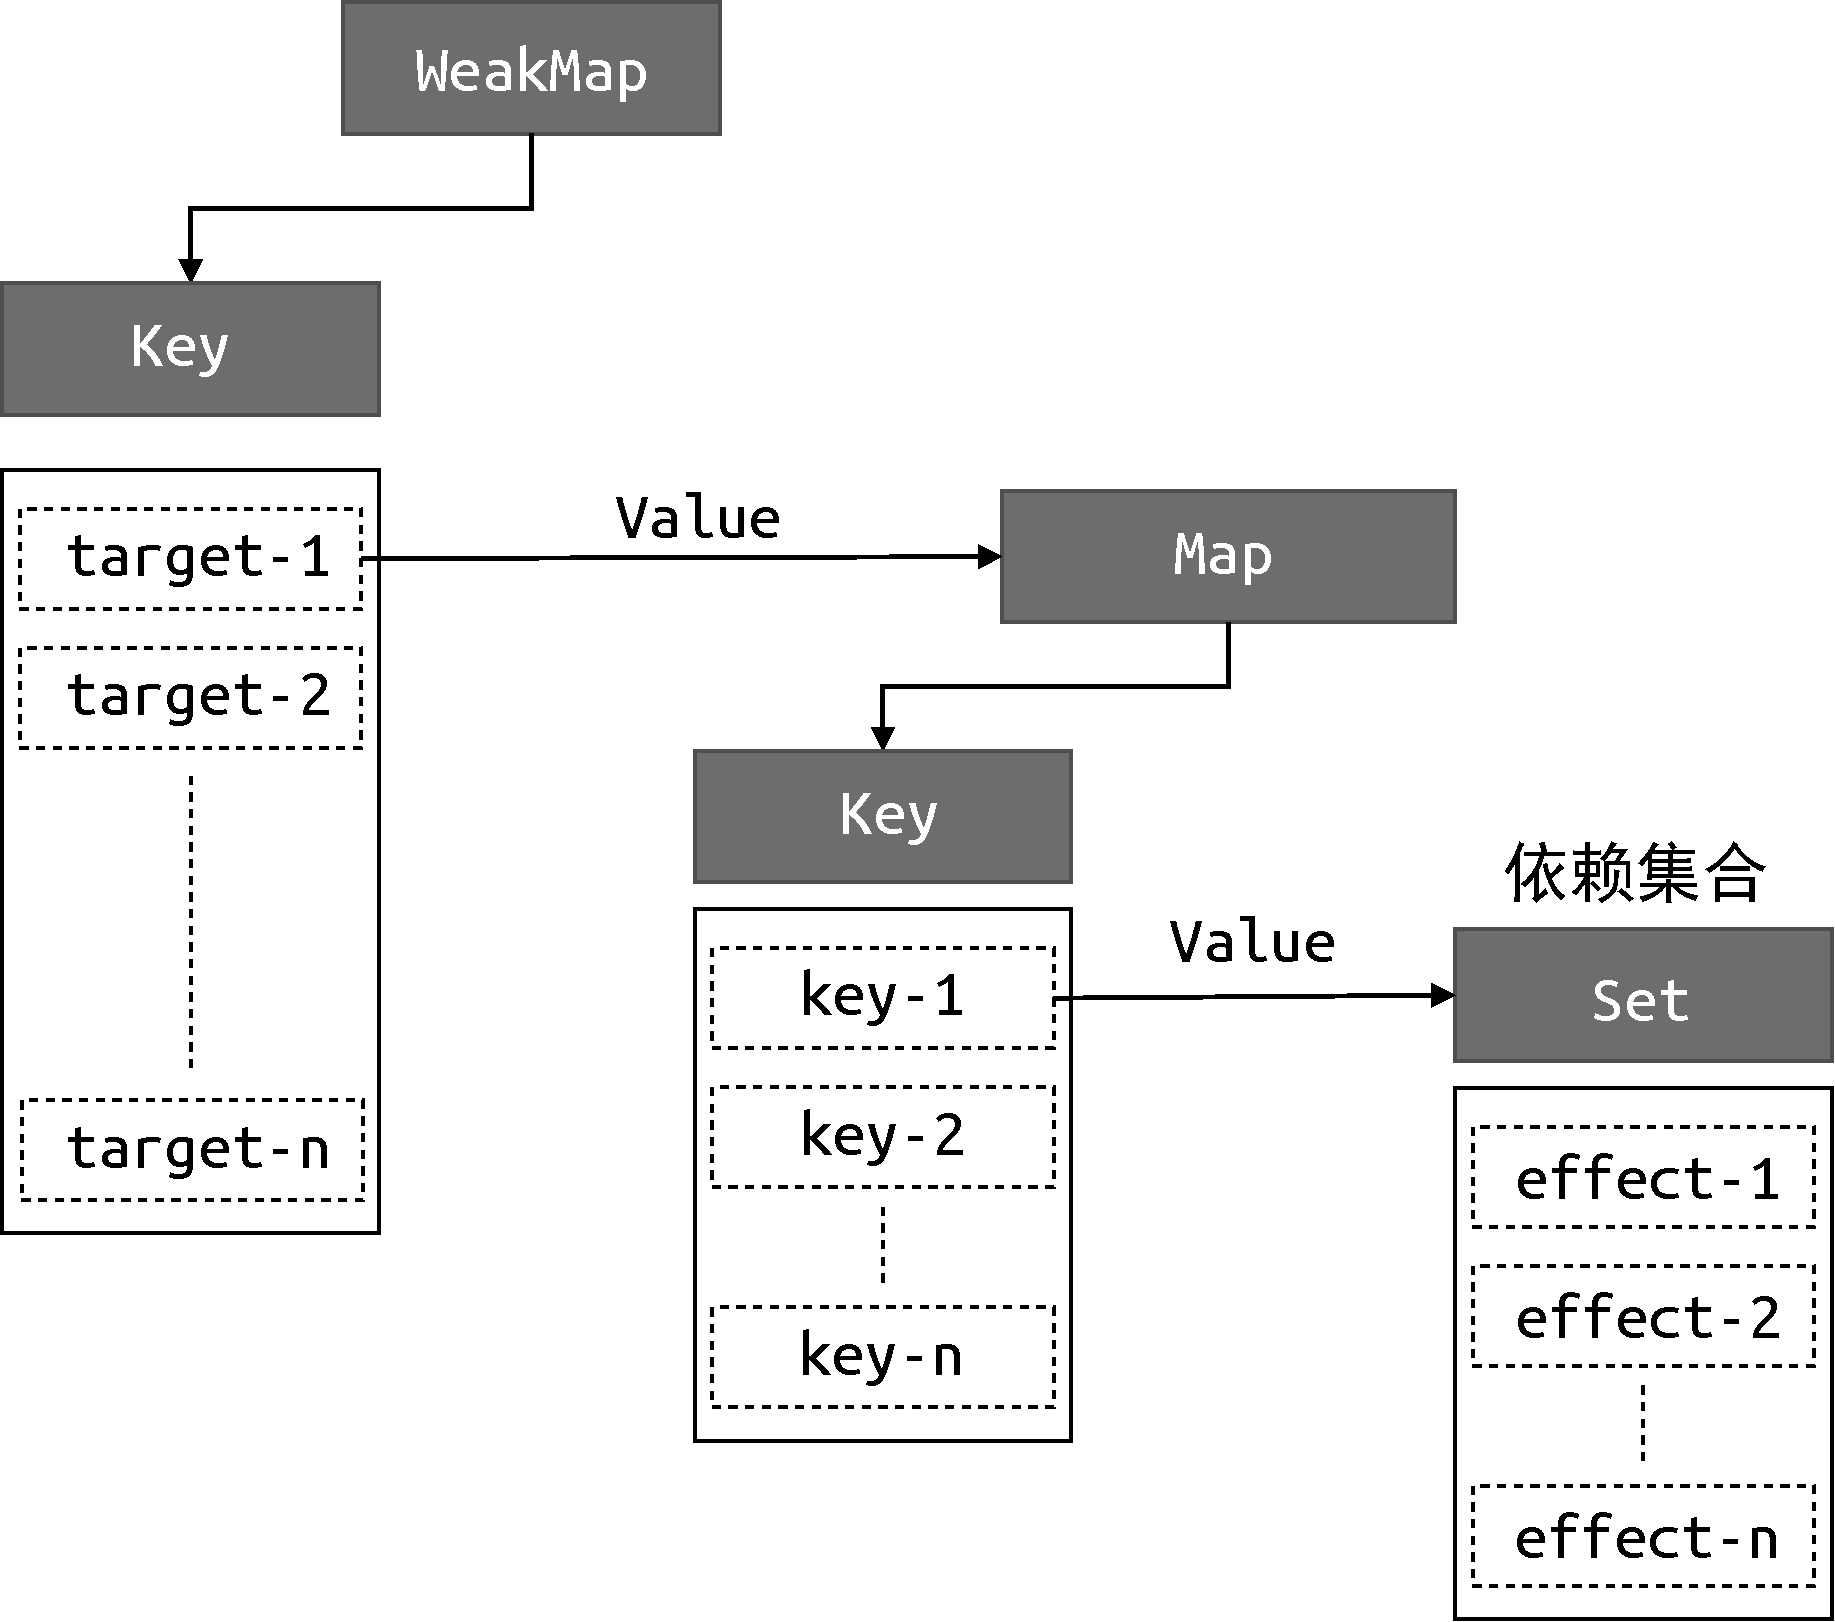 WeakMap
Key
target-1
target-2
target-n
Value
Map
Key
key-1
key-2
key-n
Value
依赖集合
Set
effect-1
effect-2
effect-n